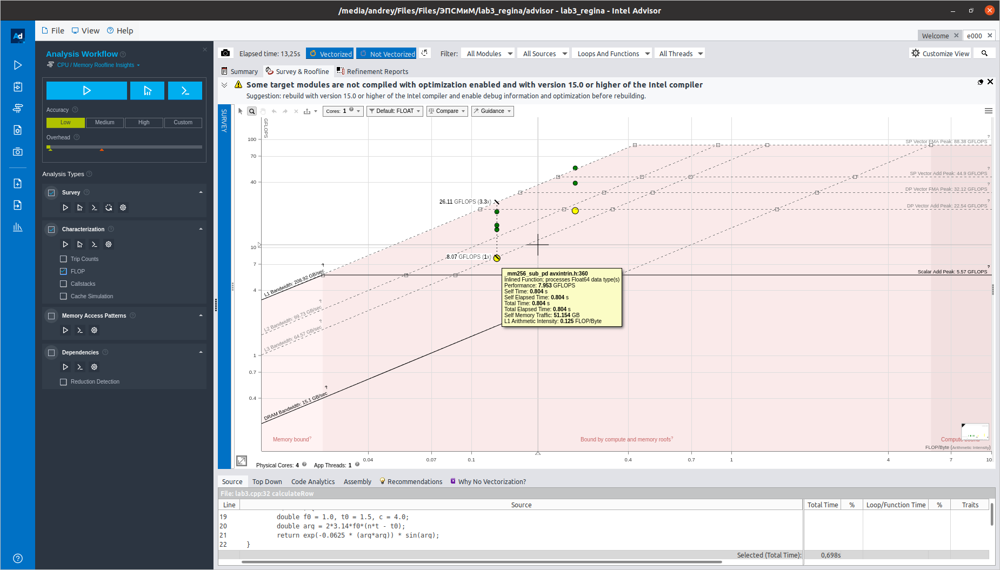 /media/andrey/Files/Files/ЭПСМиМ/lab3_regina/advisor - lab3_regina - Intel Advisor
Ad
File View Help
Welcome e000
Analysis Workflow
CPU / Memory Roofline Insights
Accuracy
Low Medium High Custom
Overhead
Analysis Types
Survey
Characterization
Trip Counts
FLOP
Callstacks
Cache Simulation
Memory Access Patterns
Dependencies
Reduction Detection
Elapsed time: 13,25s Vectorized Not Vectorized Filter: All Modules All Sources Loops And Functions All Threads Customize View
Summary Survey & Roofline Refinement Reports
Some target modules are not compiled with optimization enabled and with version 15.0 or higher of the Intel compiler
Suggestion: rebuild with version 15.0 or higher of the Intel compiler and enable debug information and optimization before rebuilding.
SURVEY
Cores: 1 ? Default: FLOAT Compare Guidance
GFLOPS
100
70
40
10
7
4
1
0.7
0.4
SP Vector FMA Peak: 88.38 GFLOPS ?
SP Vector Add Peak: 44.9 GFLOPS ?
DP Vector FMA Peak: 32.12 GFLOPS ?
DP Vector Add Peak: 22.54 GFLOPS ?
Scalar Add Peak: 5.57 GFLOPS ?
26.11 GFLOPS (3.3x)
8.07 GFLOPS (1x)
L1 Bandwidth: 208.92 GB/sec ?
L2 Bandwidth: 99.73 GB/sec ?
L3 Bandwidth: 64.57 GB/sec ?
DRAM Bandwidth: 15.1 GB/sec ?
_mm256_sub_pd avxintrin.h:360
Inlined Function; processes Float64 data type(s)
Performance: 7.953 GFLOPS
Self Time: 0.804 s
Self Elapsed Time: 0.804 s
Total Time: 0.804 s
Total Elapsed Time: 0.804 s
Self Memory Traffic: 51.154 GB
L1 Arithmetic Intensity: 0.125 FLOP/Byte
Memory bound? Bound by compute and memory roofs? Compute bound?
FLOP/Byte (Arithmetic Intensity)
0.04 0.07 0.1 0.4 0.7 1 4 7 10
Physical Cores: 4 ? App Threads: 1 ?
Source Top Down Code Analytics Assembly Recommendations Why No Vectorization?
File: lab3.cpp:32 calculateRow
Line Source Total Time % Loop/Function Time % Traits
19 double f0 = 1.0, t0 = 1.5, c = 4.0;
20 double arg = 2*3.14*f0*(n*t - t0);
21 return exp(-0.0625 * (arg*arg)) * sin(arg);
22 }
Selected (Total Time): 0,698s